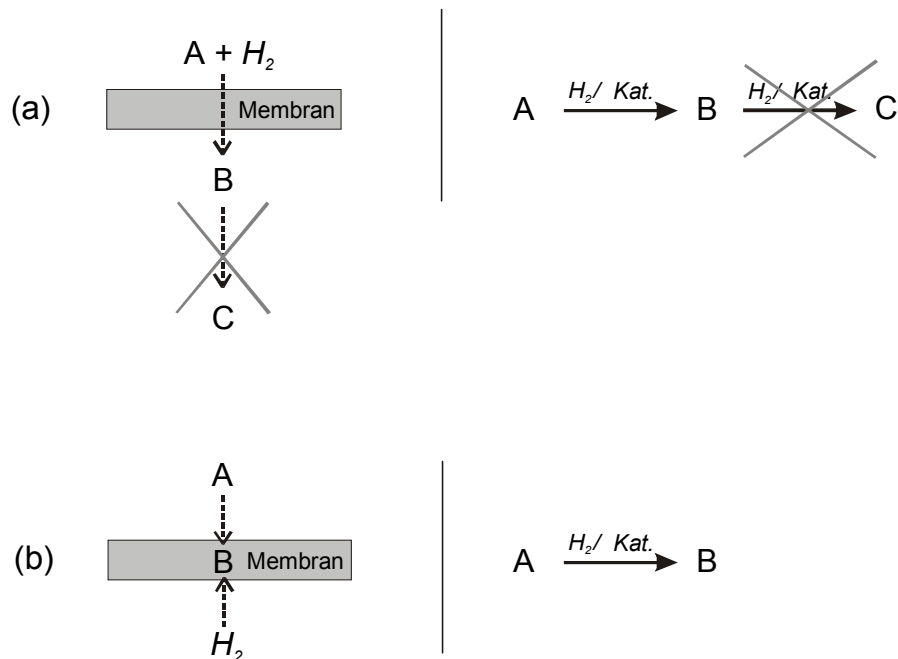 A + H₂
(a) Membran
B
C
A H₂/ Kat. B H₂/ Kat. C
A
(b) B Membran
H₂
A H₂/ Kat. B